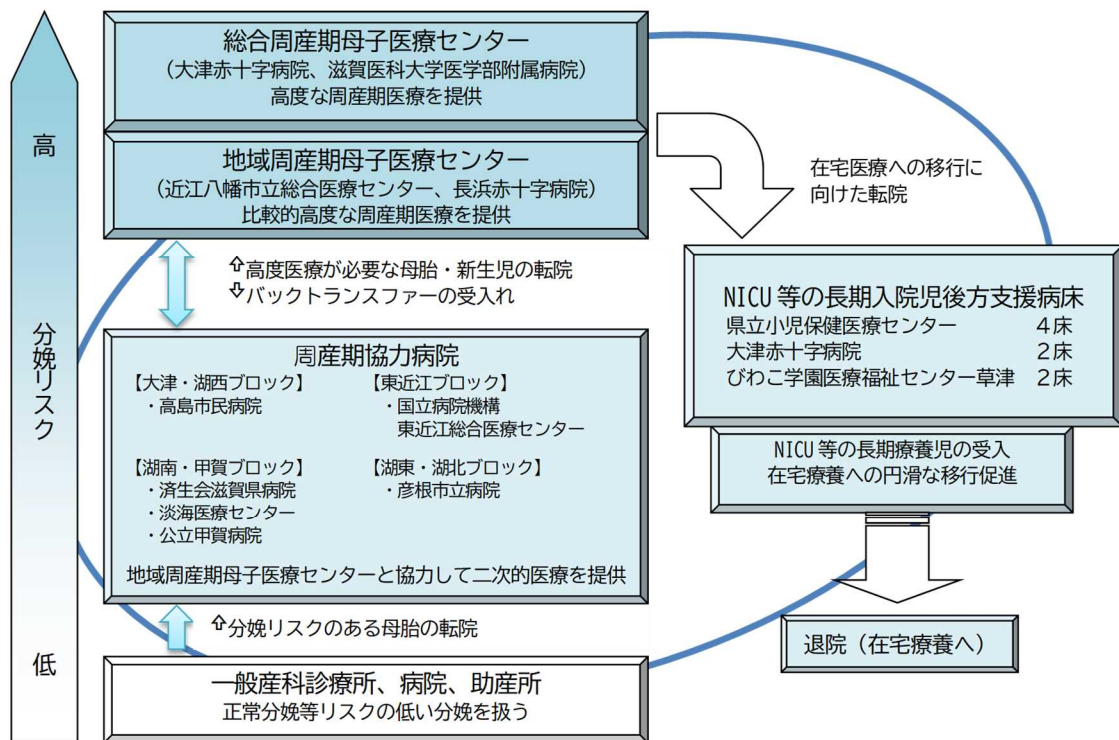 高
分娩リスク
低
総合周産期母子医療センター
（大津赤十字病院、滋賀医科大学医学部附属病院）
高度な周産期医療を提供
地域周産期母子医療センター
（近江八幡市立総合医療センター、長浜赤十字病院）
比較的高度な周産期医療を提供
在宅医療への移行に
向けた転院
⇧高度医療が必要な母胎・新生児の転院
⇩バックトランスファーの受入れ
NICU 等の長期入院児後方支援病床
県立小児保健医療センター 4床
大津赤十字病院 2床
びわこ学園医療福祉センター草津 2床
NICU 等の長期療養児の受入
在宅療養への円滑な移行促進
退院（在宅療養へ）
周産期協力病院
【大津・湖西ブロック】
・高島市民病院
【東近江ブロック】
・国立病院機構
東近江総合医療センター
【湖南・甲賀ブロック】
・済生会滋賀県病院
・淡海医療センター
・公立甲賀病院
【湖東・湖北ブロック】
・彦根市立病院
地域周産期母子医療センターと協力して二次的医療を提供
⇧分娩リスクのある母胎の転院
一般産科診療所、病院、助産所
正常分娩等リスクの低い分娩を扱う